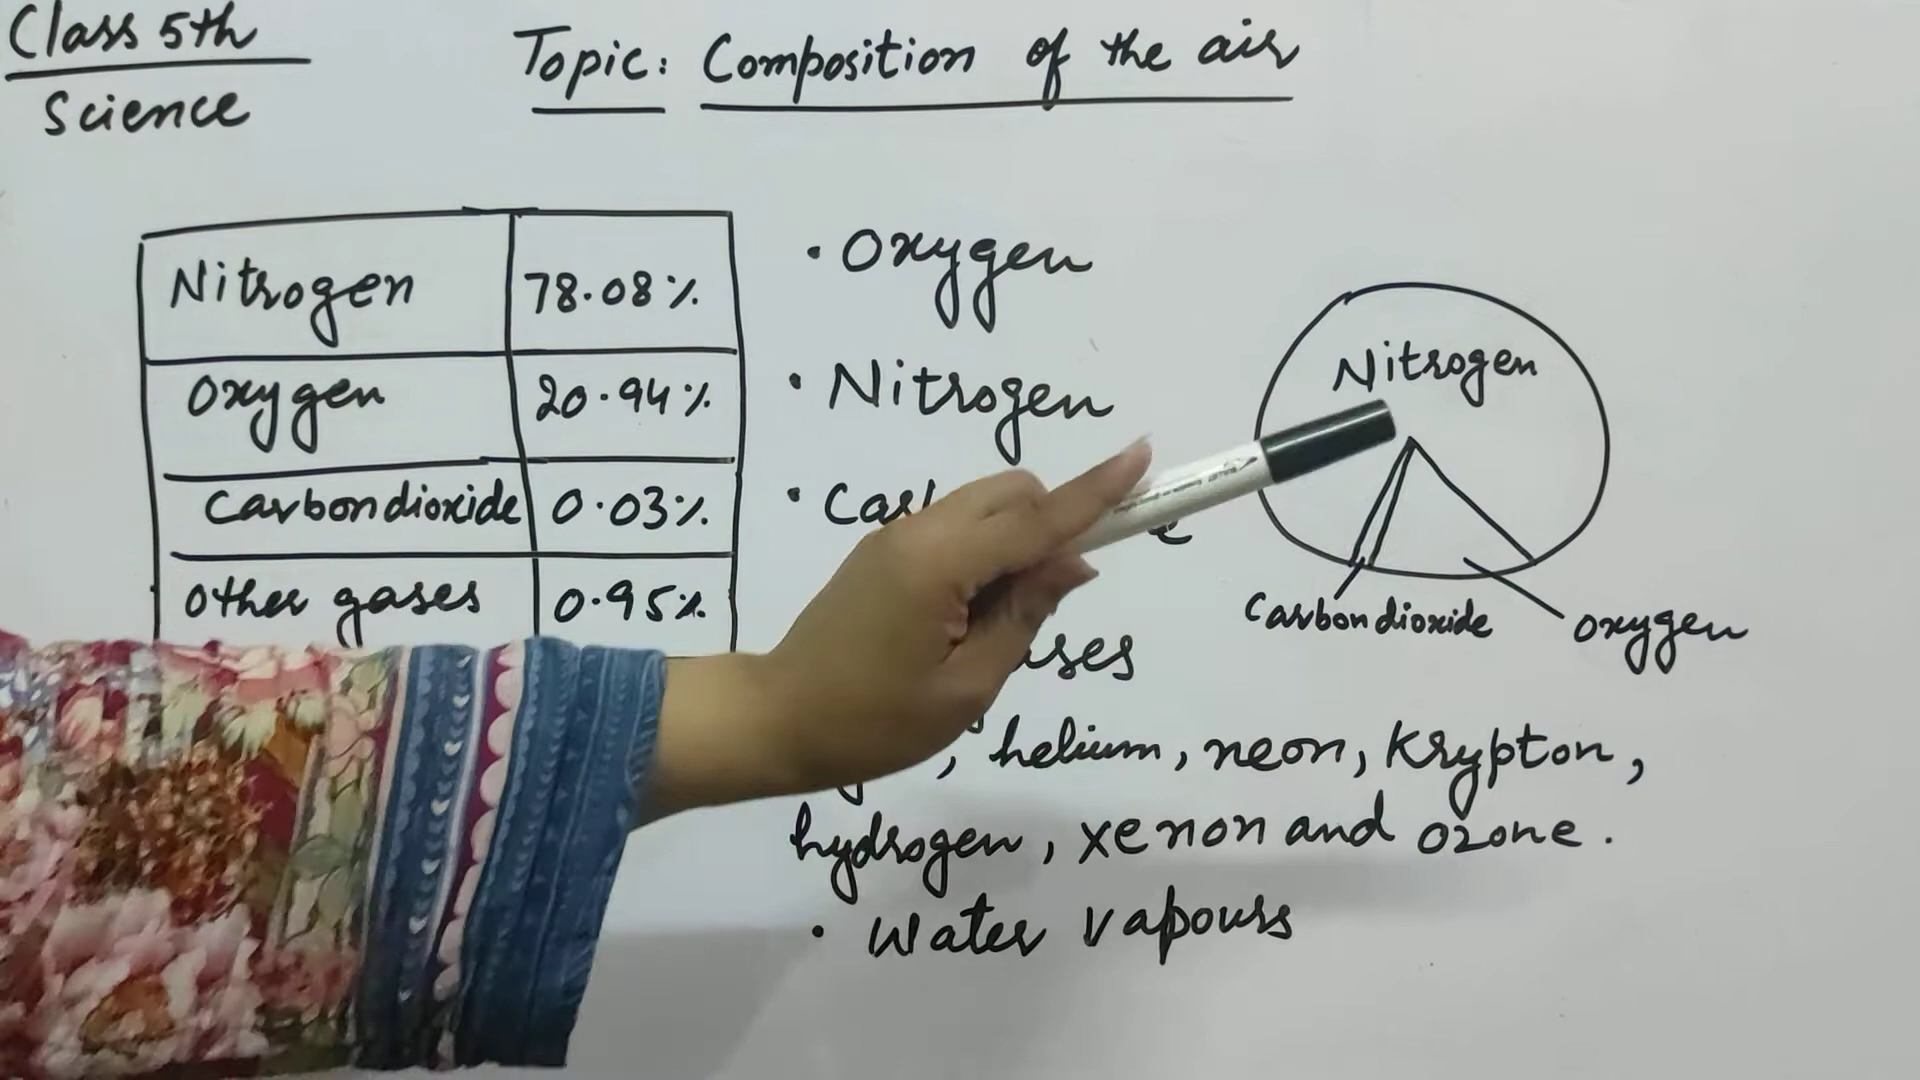 Class 5th
Science
Topic: Composition of the air
Nitrogen 78.08%
Oxygen 20.94%
Carbondioxide 0.03%
other gases 0.95%
• Oxygen
• Nitrogen
•
helium, neon, Krypton,
hydrogen, xenon and ozone.
• Water vapours
Nitrogen
Carbondioxide
oxygen